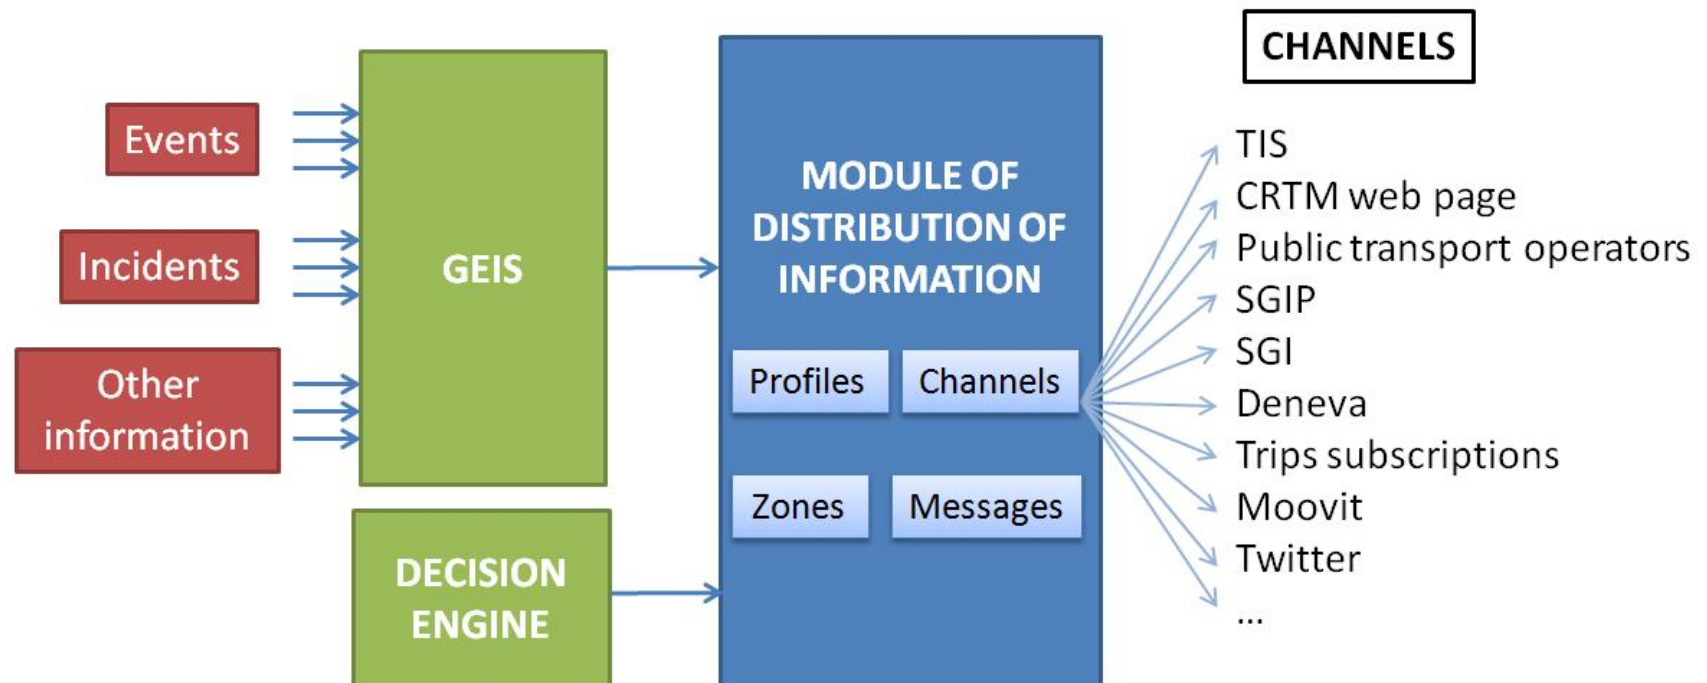 Events
Incidents
Other
information
GEIS
DECISION
ENGINE
MODULE OF
DISTRIBUTION OF
INFORMATION
Profiles
Channels
Zones
Messages
CHANNELS
TIS
CRTM web page
Public transport operators
SGIP
SGI
Deneva
Trips subscriptions
Moovit
Twitter
...